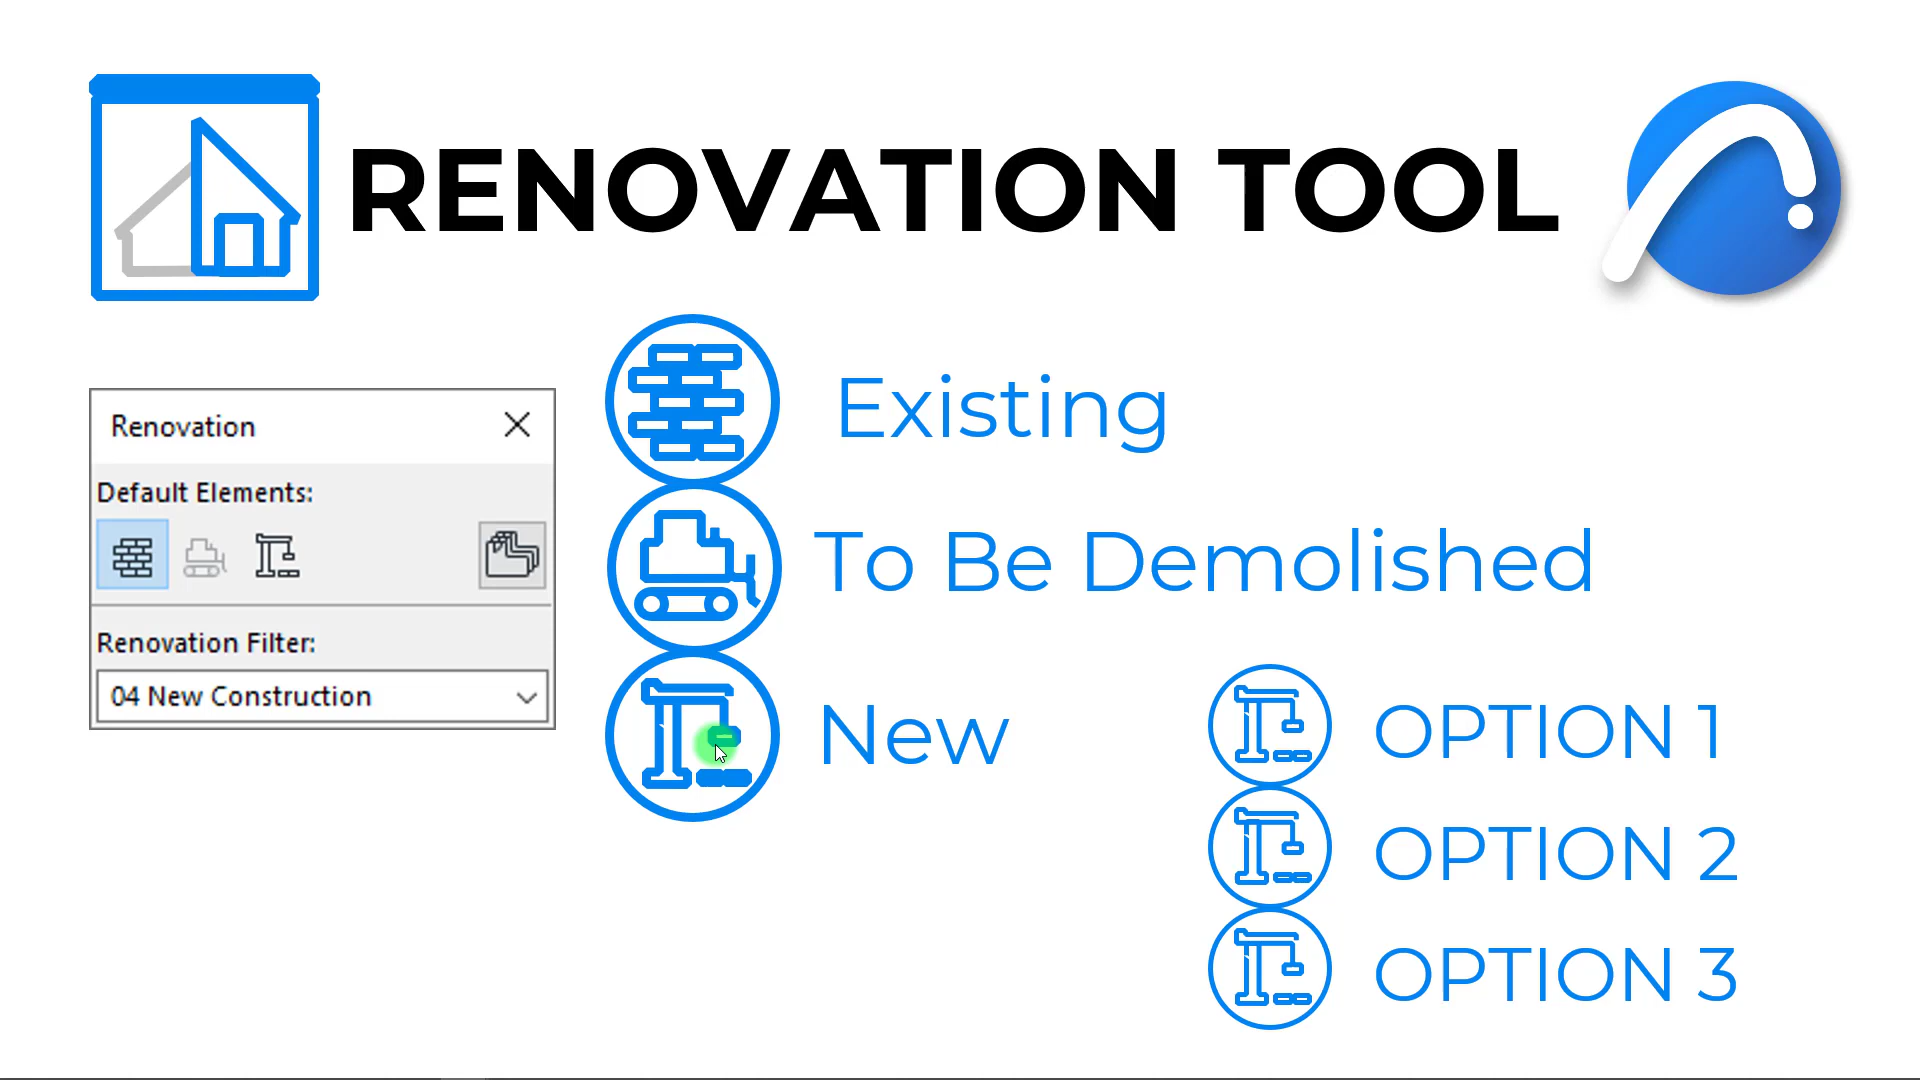 RENOVATION TOOL
Renovation
Default Elements:
Renovation Filter:
04 New Construction
Existing
To Be Demolished
New
OPTION 1
OPTION 2
OPTION 3